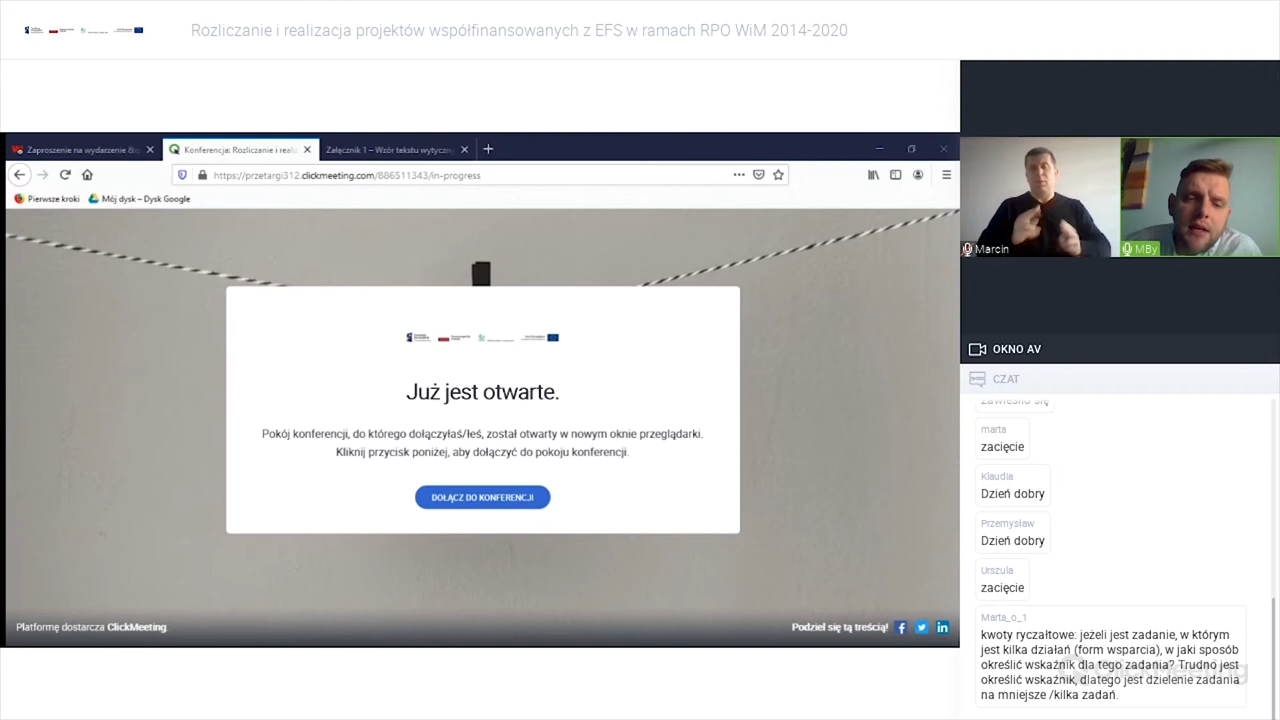 Rozliczanie i realizacja projektów współfinansowanych z EFS w ramach RPO WiM 2014-2020
Zaproszenie na wydarzenie
Konferencja: Rozliczanie i reali
Załącznik 1 – Wzór tekstu wytyczn
https://przetargi312.clickmeeting.com/886511343/in-progress
Pierwsze kroki
Mój dysk – Dysk Google
Już jest otwarte.
Pokój konferencji, do którego dołączyłaś/łeś, został otwarty w nowym oknie przeglądarki.
Kliknij przycisk poniżej, aby dołączyć do pokoju konferencji.
DOŁĄCZ DO KONFERENCJI
Platformę dostarcza ClickMeeting.
Podziel się tą treścią!
Marcin
MBy
OKNO AV
CZAT
Zawiesiło się
marta
zacięcie
Klaudia
Dzień dobry
Przemysław
Dzień dobry
Urszula
zacięcie
Marta_o_1
kwoty ryczałtowe: jeżeli jest zadanie, w którym
jest kilka działań (form wsparcia), w jaki sposób
określić wskaźnik dla tego zadania? Trudno jest
określić wskaźnik, dlatego jest dzielenie zadania
na mniejsze /kilka zadań.
ClickMeeting